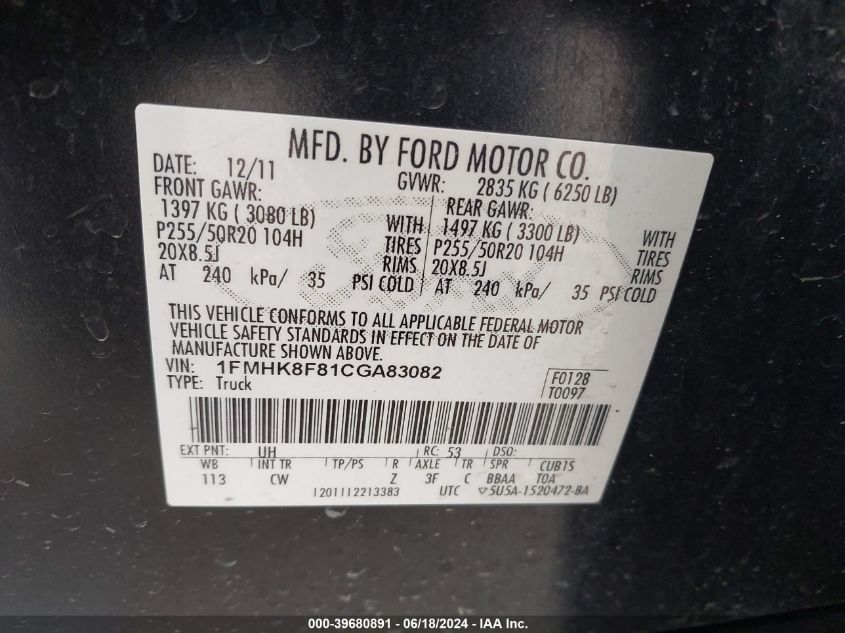 MFD. BY FORD MOTOR CO.
DATE: 12/11 GVWR: 2835 KG ( 6250 LB)
FRONT GAWR: REAR GAWR:
1397 KG ( 3080 LB) WITH 1497 KG ( 3300 LB) WITH
P255/50R20 104H TIRES P255/50R20 104H TIRES
20X8.5J RIMS 20X8.5J RIMS
AT 240 kPa/ 35 PSI COLD AT 240 kPa/ 35 PSI COLD
THIS VEHICLE CONFORMS TO ALL APPLICABLE FEDERAL MOTOR
VEHICLE SAFETY STANDARDS IN EFFECT ON THE DATE OF
MANUFACTURE SHOWN ABOVE.
VIN: 1FMHK8F81CGA83082 F0128
TYPE: Truck T0097
EXT PNT: UH RC: 53 DSO:
WB INT TR TP/PS R AXLE TR SPR CUBTS
113 CW Z 3F C BBAA TOA
1201112213383 UTC ▽5U5A-1520472-BA
000-39680891 - 06/18/2024 - IAA Inc.